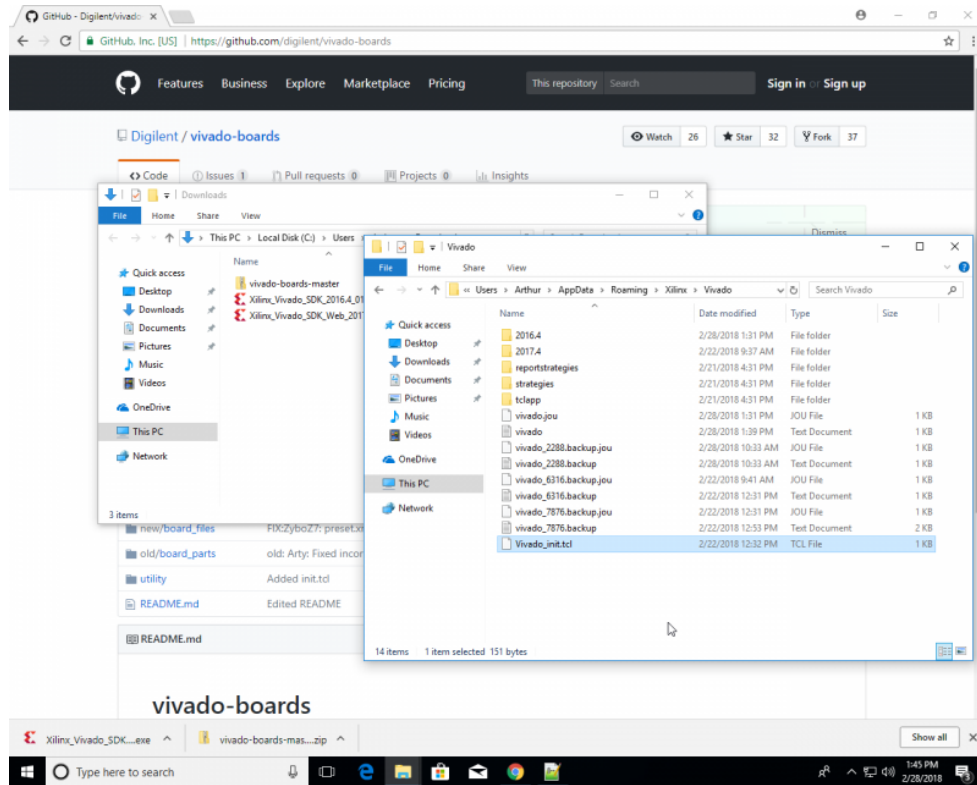 GitHub - Digilent/vivado
GitHub, Inc. [US] https://github.com/digilent/vivado-boards
Features Business Explore Marketplace Pricing This repository Search Sign in or Sign up
Digilent / vivado-boards Watch 26 Star 32 Fork 37
Code Issues 1 Pull requests 0 Projects 0 Insights
Dismiss
Downloads
File Home Share View
This PC Local Disk (C:) Users
Name
Quick access
Desktop
Downloads
Documents
Pictures
Music
Videos
OneDrive
This PC
Network
vivado-boards-master
Xilinx_Vivado_SDK_2016.4_01
Xilinx_Vivado_SDK_Web_201
3 items
Vivado
File Home Share View
« Users Arthur AppData Roaming Xilinx Vivado Search Vivado
Quick access
Desktop
Downloads
Documents
Pictures
Music
Videos
OneDrive
This PC
Network
Name Date modified Type Size
2016.4 2/28/2018 1:31 PM File folder
2017.4 2/22/2018 9:37 AM File folder
reportstrategies 2/21/2018 4:31 PM File folder
strategies 2/21/2018 4:31 PM File folder
tclapp 2/21/2018 4:31 PM File folder
vivado.jou 2/28/2018 1:31 PM JOU File 1 KB
vivado 2/28/2018 1:39 PM Text Document 1 KB
vivado_2288.backup.jou 2/28/2018 10:33 AM JOU File 1 KB
vivado_2288.backup 2/28/2018 10:33 AM Text Document 1 KB
vivado_6316.backup.jou 2/22/2018 9:41 AM JOU File 1 KB
vivado_6316.backup 2/22/2018 12:31 PM Text Document 1 KB
vivado_7876.backup.jou 2/22/2018 12:31 PM JOU File 1 KB
vivado_7876.backup 2/22/2018 12:53 PM Text Document 2 KB
Vivado_init.tcl 2/22/2018 12:32 PM TCL File 1 KB
14 items 1 item selected 151 bytes
new/board_files FIX:ZyboZ7: preset.x
old/board_parts old: Arty: Fixed incor
utility Added init.tcl
README.md Edited README
README.md
vivado-boards
Xilinx_Vivado_SDK....exe vivado-boards-mas....zip Show all
Type here to search 1:45 PM
2/28/2018
3